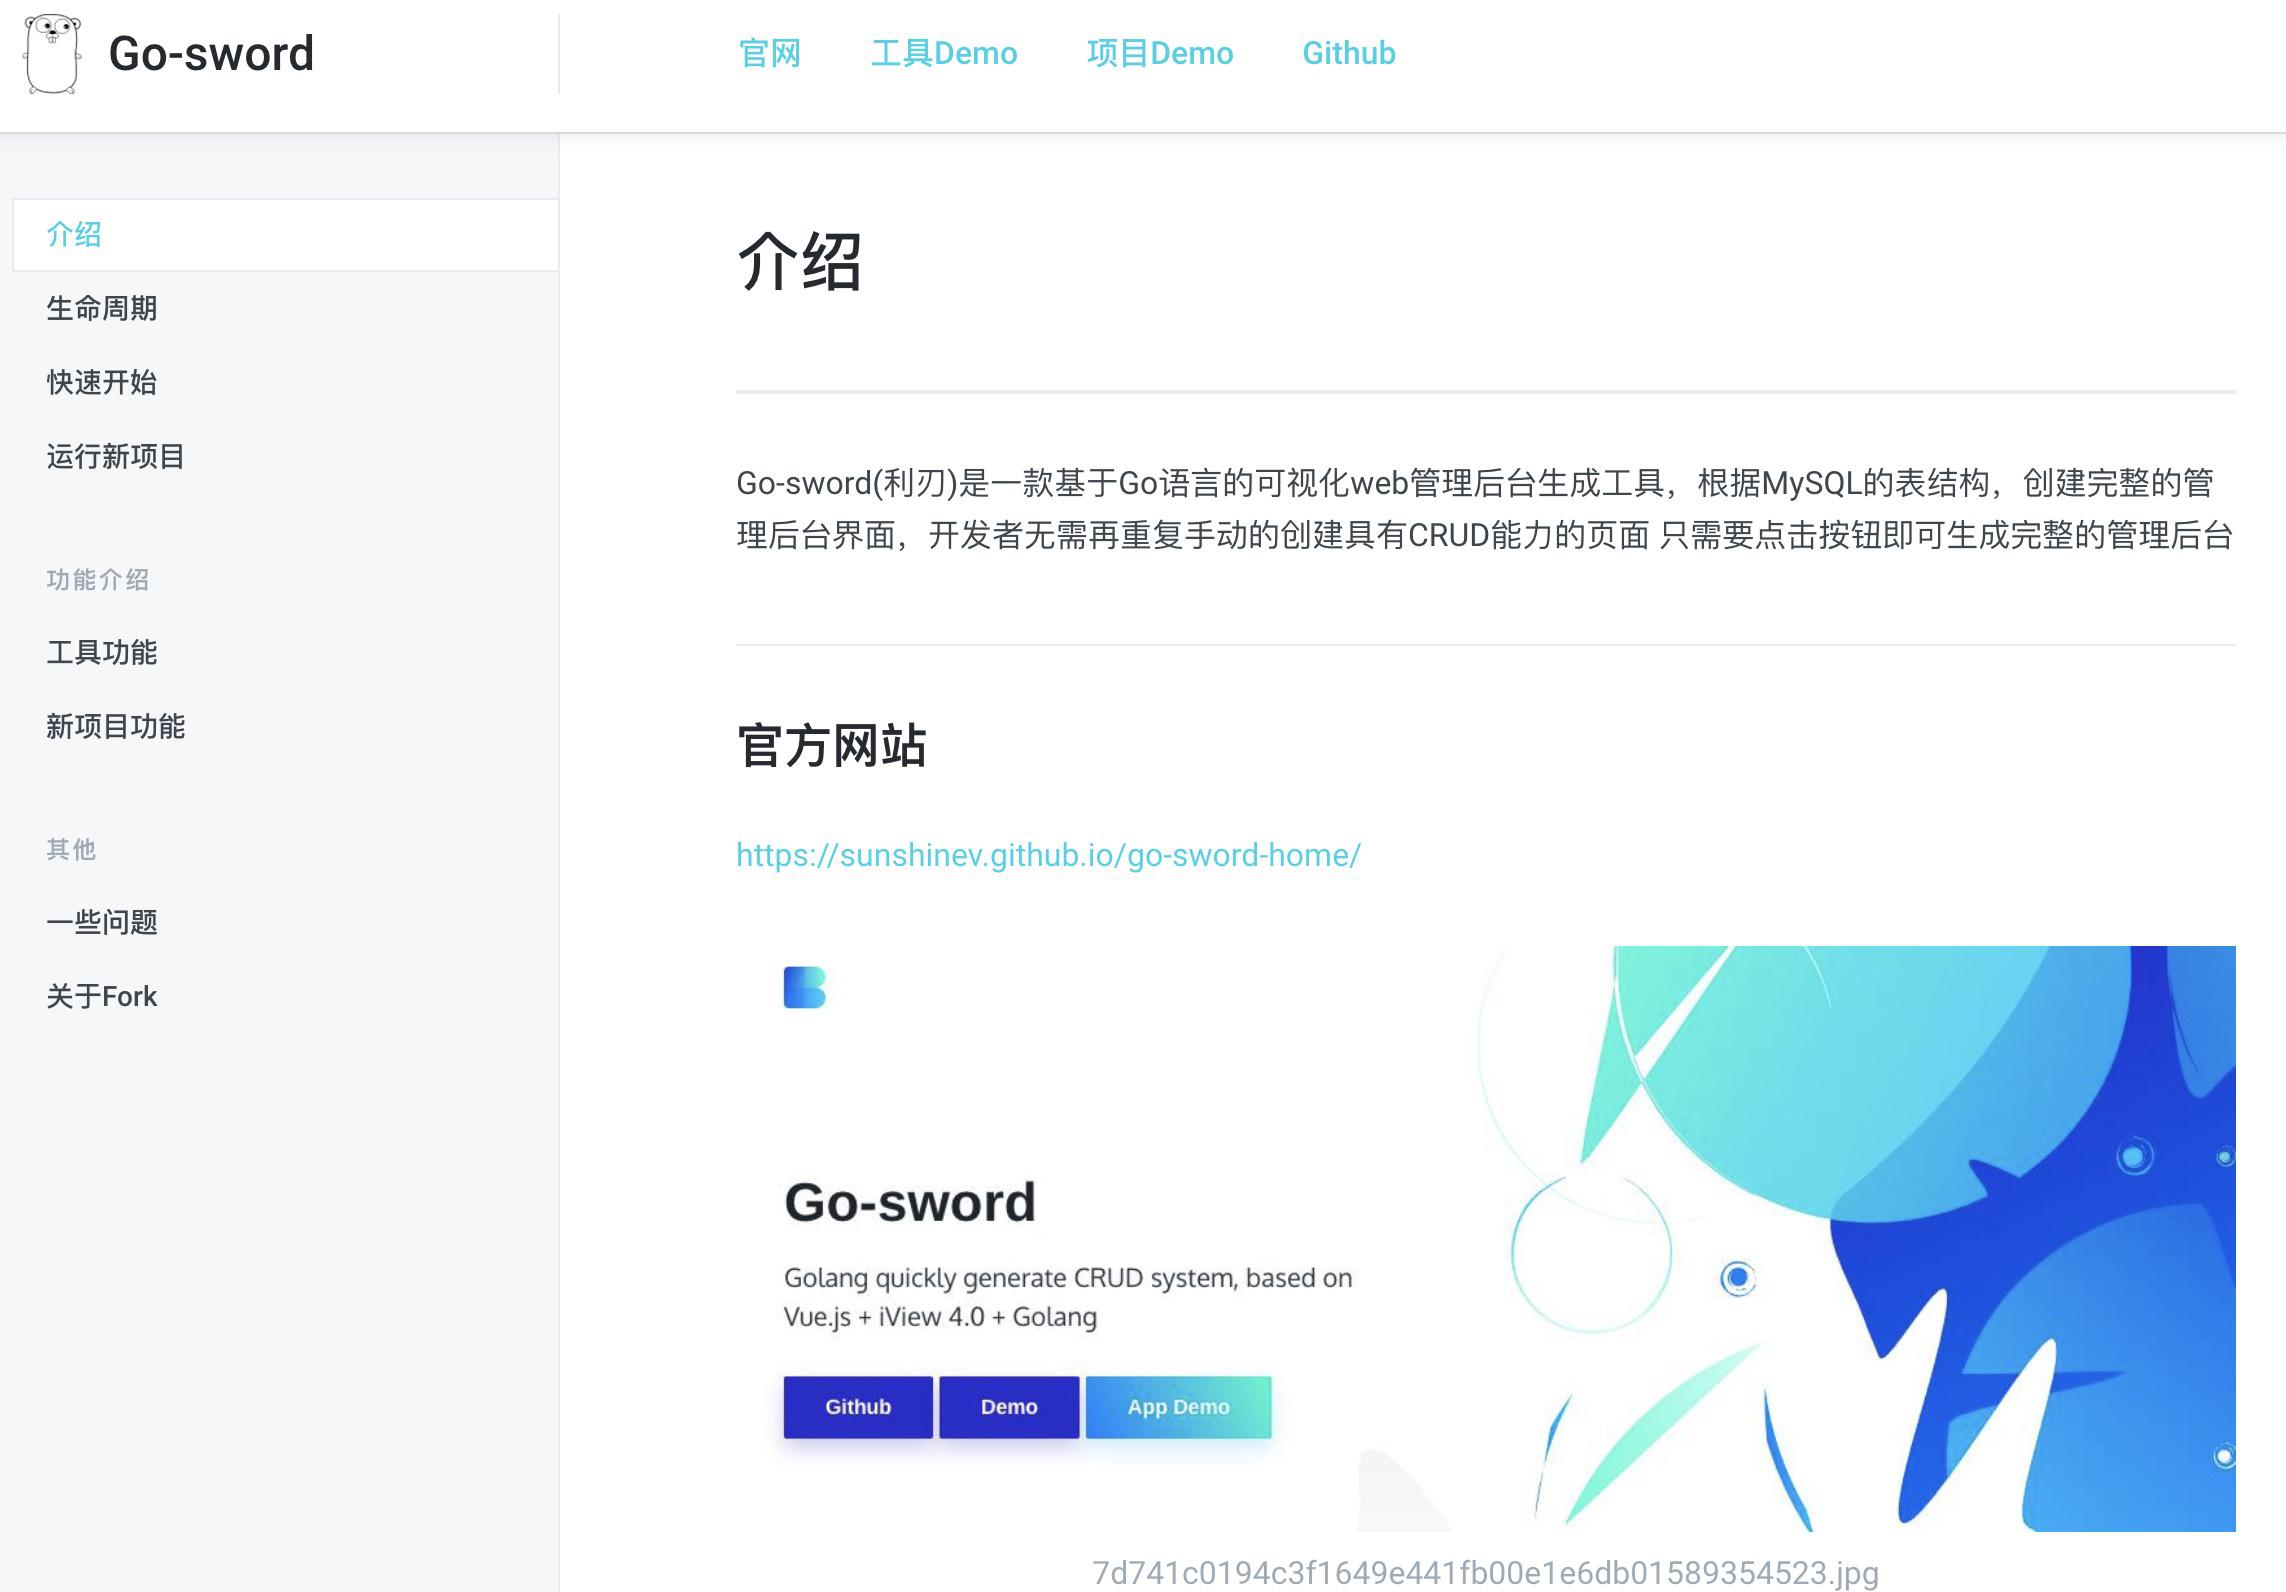 Go-sword
官网 工具Demo 项目Demo Github
介绍
生命周期
快速开始
运行新项目
功能介绍
工具功能
新项目功能
其他
一些问题
关于Fork
介绍
Go-sword(利刃)是一款基于Go语言的可视化web管理后台生成工具，根据MySQL的表结构，创建完整的管
理后台界面，开发者无需再重复手动的创建具有CRUD能力的页面 只需要点击按钮即可生成完整的管理后台
官方网站
https://sunshinev.github.io/go-sword-home/
B
Go-sword
Golang quickly generate CRUD system, based on
Vue.js + iView 4.0 + Golang
Github Demo App Demo
7d741c0194c3f1649e441fb00e1e6db01589354523.jpg